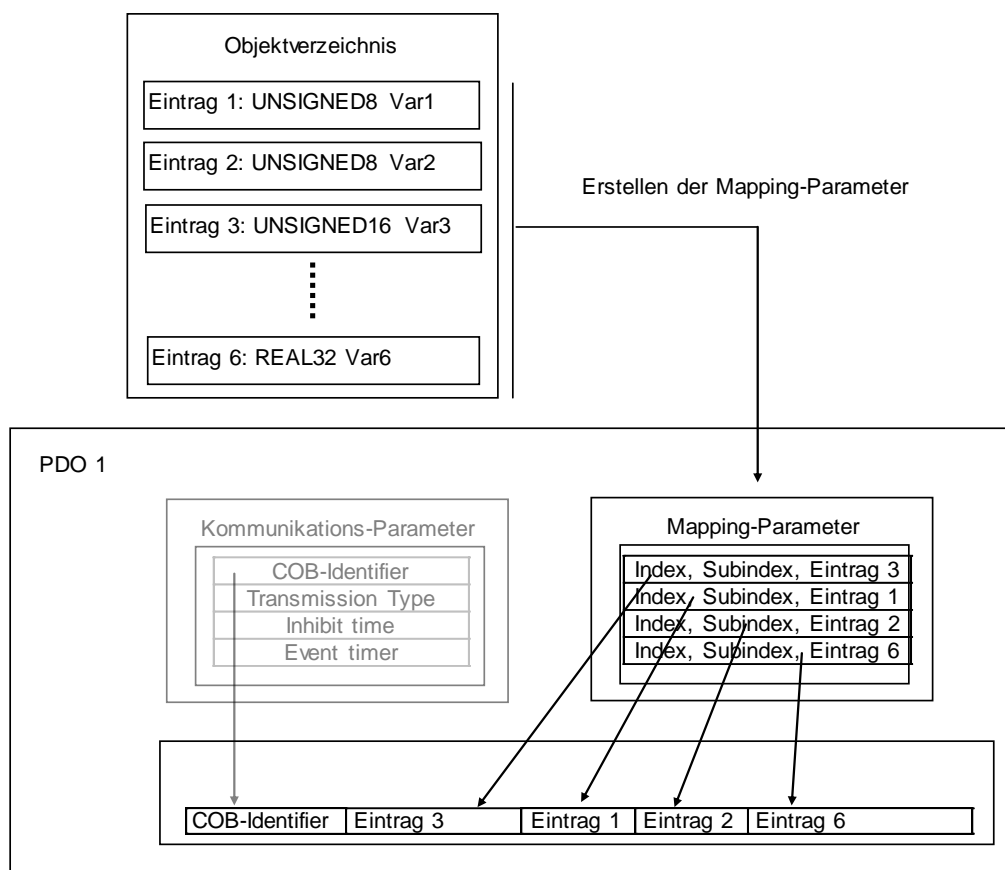 Objektverzeichnis
Eintrag 1: UNSIGNED8 Var1
Eintrag 2: UNSIGNED8 Var2
Eintrag 3: UNSIGNED16 Var3
Eintrag 6: REAL32 Var6
Erstellen der Mapping-Parameter
PDO 1
Kommunikations-Parameter
COB-Identifier
Transmission Type
Inhibit time
Event timer
Mapping-Parameter
Index, Subindex, Eintrag 3
Index, Subindex, Eintrag 1
Index, Subindex, Eintrag 2
Index, Subindex, Eintrag 6
COB-Identifier Eintrag 3 Eintrag 1 Eintrag 2 Eintrag 6